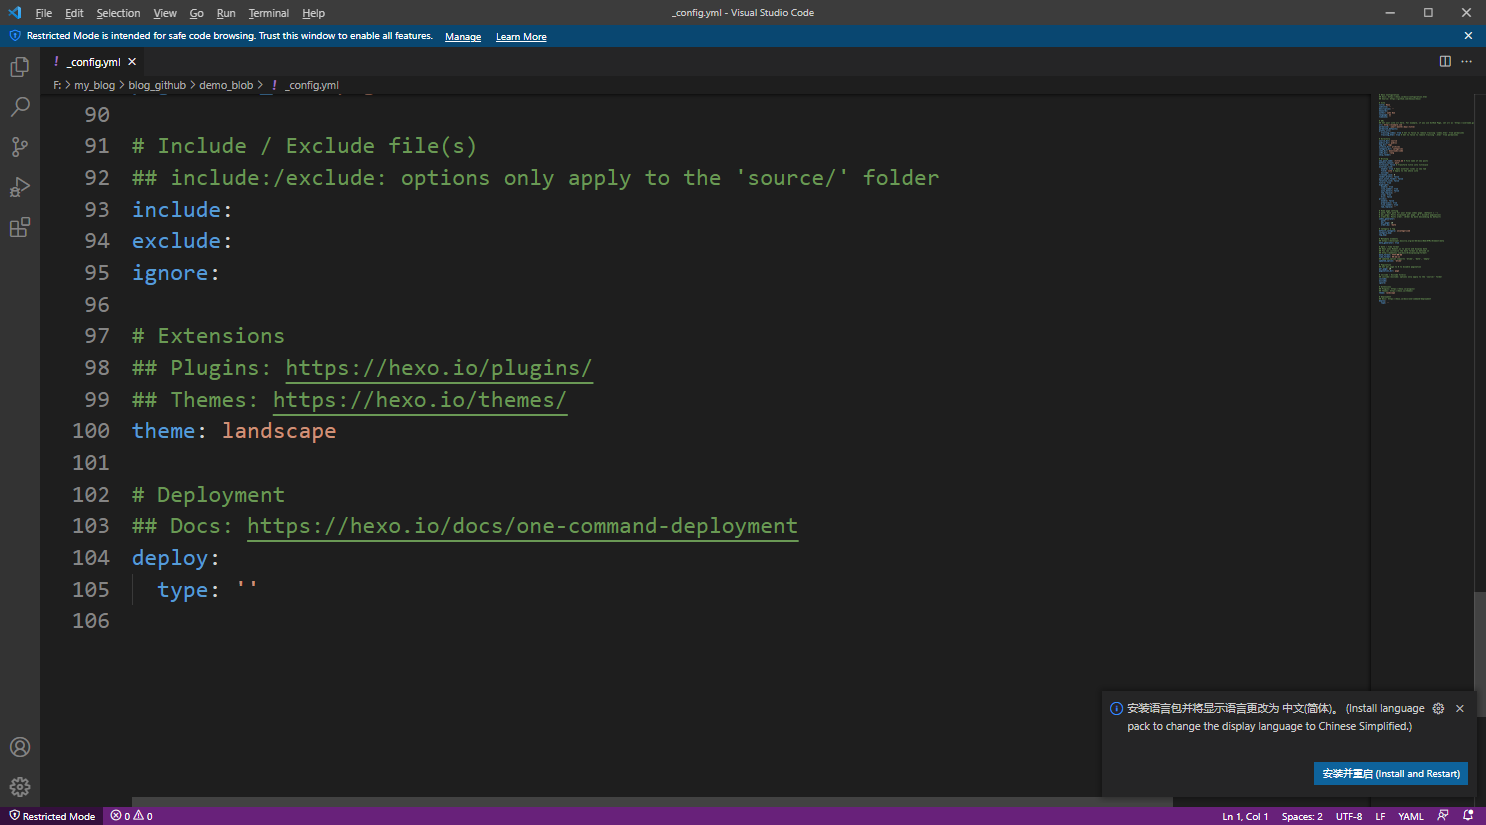 File Edit Selection View Go Run Terminal Help _config.yml - Visual Studio Code
Restricted Mode is intended for safe code browsing. Trust this window to enable all features. Manage Learn More
! _config.yml
F: > my_blog > blog_github > demo_blob > ! _config.yml
90
91 # Include / Exclude file(s)
92 ## include:/exclude: options only apply to the 'source/' folder
93 include:
94 exclude:
95 ignore:
96
97 # Extensions
98 ## Plugins: https://hexo.io/plugins/
99 ## Themes: https://hexo.io/themes/
100 theme: landscape
101
102 # Deployment
103 ## Docs: https://hexo.io/docs/one-command-deployment
104 deploy:
105 type: ''
106
安装语言包并将显示语言更改为 中文(简体)。 (Install language
pack to change the display language to Chinese Simplified.)
安装并重启 (Install and Restart)
Restricted Mode 0 0 Ln 1, Col 1 Spaces: 2 UTF-8 LF YAML